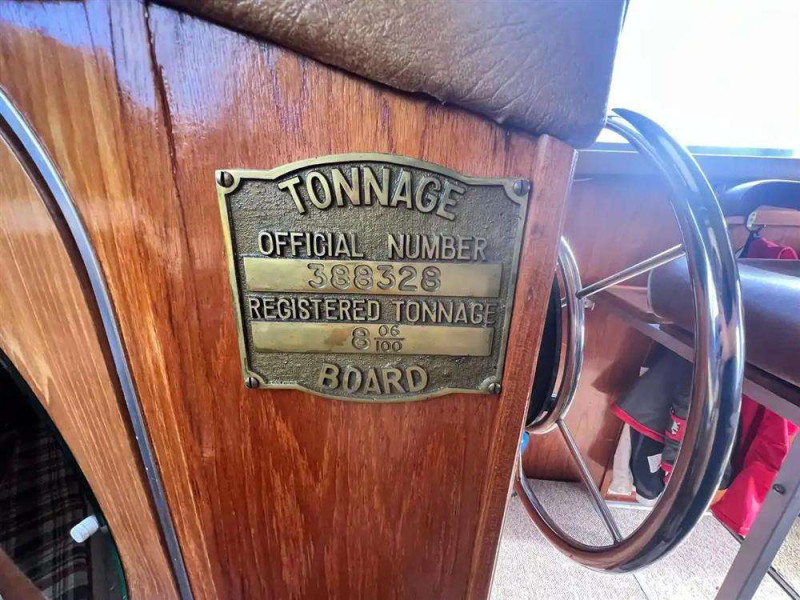 TONNAGE
OFFICIAL NUMBER
388328
REGISTERED TONNAGE
8 06/100
BOARD